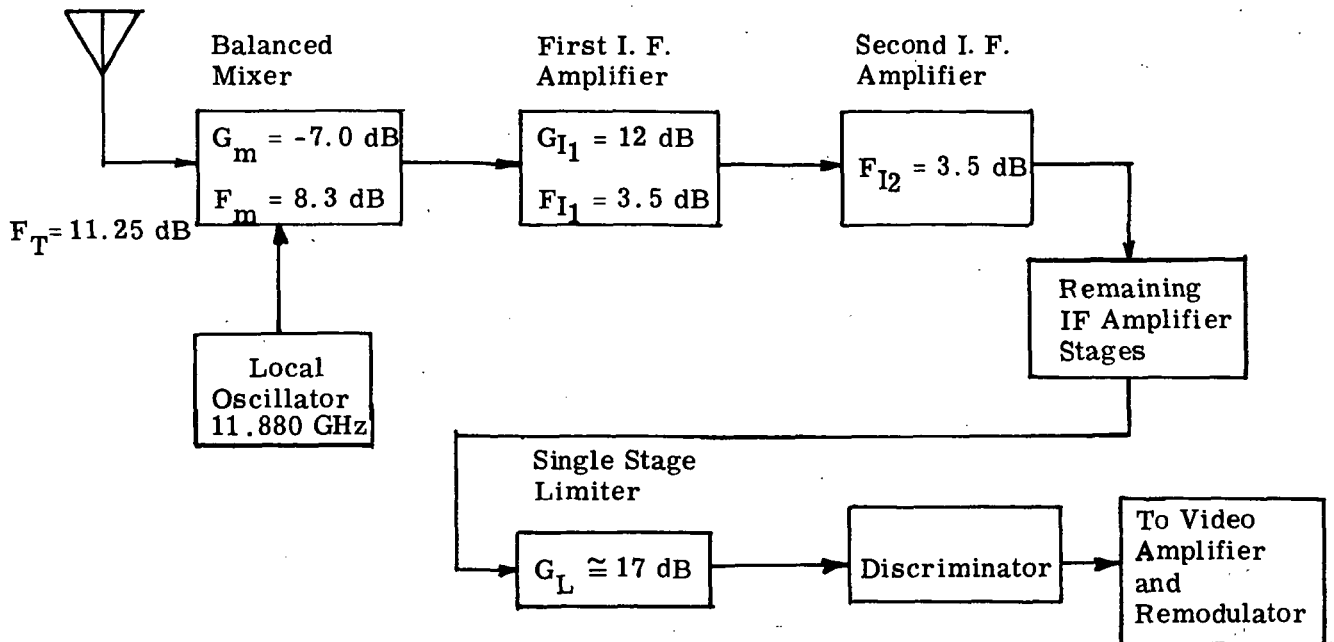 Balanced
Mixer
First I. F.
Amplifier
Second I. F.
Amplifier
G_m = -7.0 dB
F_m = 8.3 dB
G_I1 = 12 dB
F_I1 = 3.5 dB
F_I2 = 3.5 dB
F_T = 11.25 dB
Local
Oscillator
11.880 GHz
Remaining
IF Amplifier
Stages
Single Stage
Limiter
G_L ≅ 17 dB
Discriminator
To Video
Amplifier
and
Remodulator